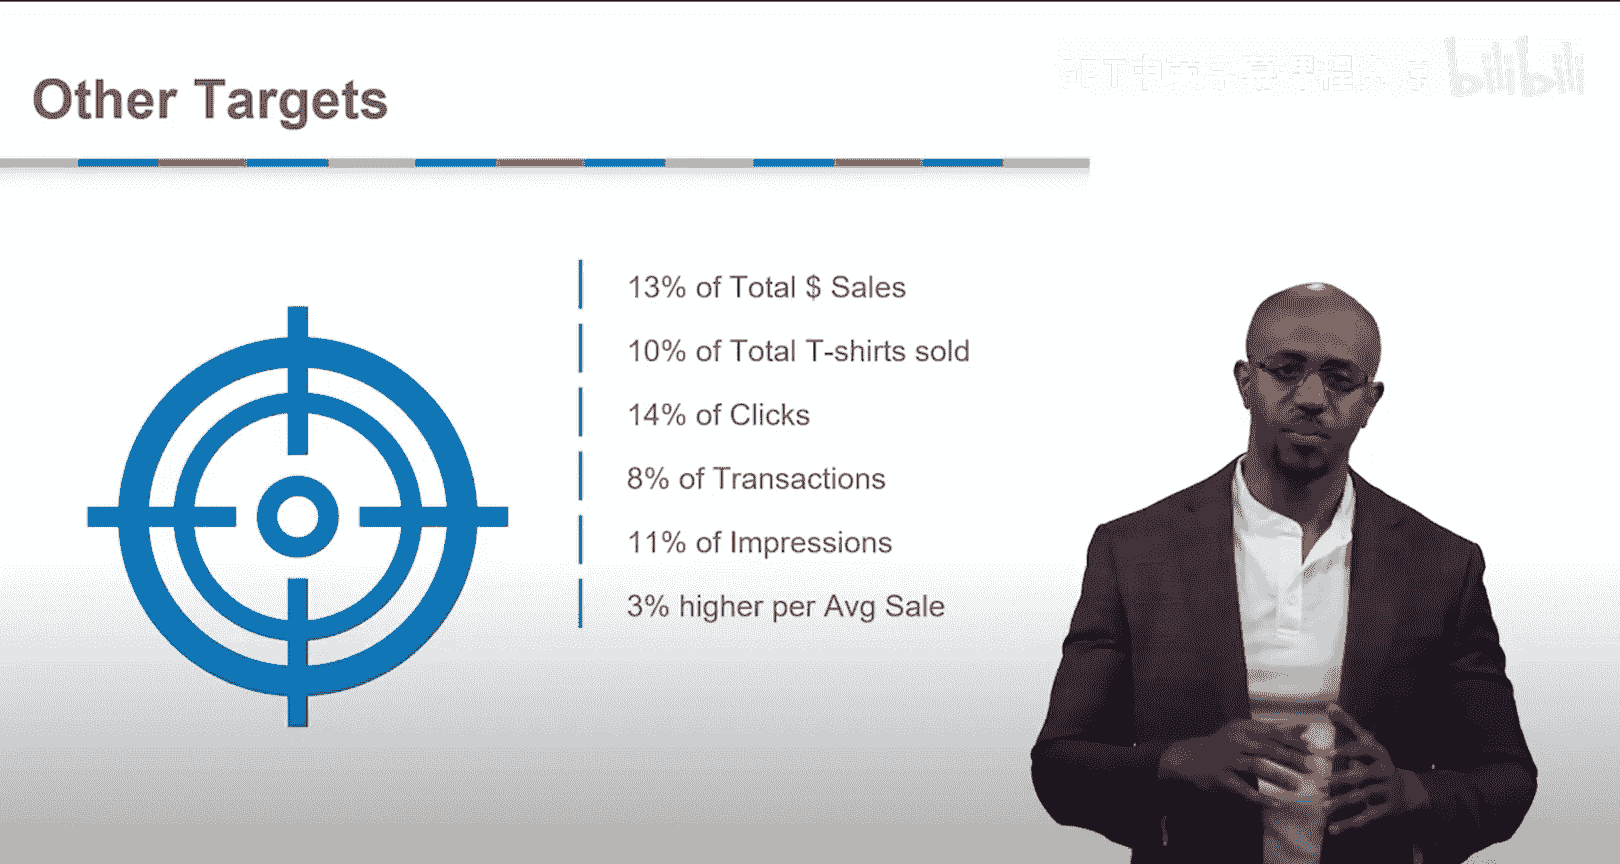 Other Targets
bilibili
13% of Total $ Sales
10% of Total T-shirts sold
14% of Clicks
8% of Transactions
11% of Impressions
3% higher per Avg Sale